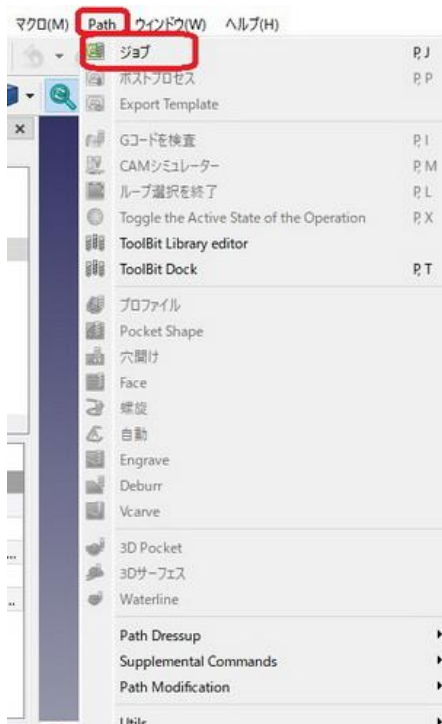 マクロ(M) Path ウィンドウ(W) ヘルプ(H)
ジョブ P, J
ポストプロセス P, P
Export Template
Gコードを検査 P, I
CAMシミュレーター P, M
ループ選択を終了 P, L
Toggle the Active State of the Operation P, X
ToolBit Library editor
ToolBit Dock P, T
プロファイル
Pocket Shape
穴開け
Face
螺旋
自動
Engrave
Deburr
Vcarve
3D Pocket
3Dサーフェス
Waterline
Path Dressup
Supplemental Commands
Path Modification
Utils